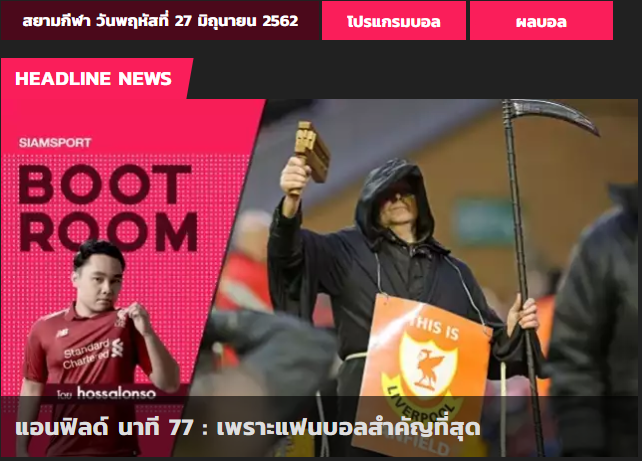 สยามกีฬา วันพฤหัสที่ 27 มิถุนายน 2562
โปรแกรมบอล
ผลบอล
HEADLINE NEWS
SIAMSPORT
BOOT
ROOM
Standard
Chartered
โดย hossalonso
THIS IS
LIVERPOOL
ANFIELD
แอนฟิลด์ นาที 77 : เพราะแฟนบอลสำคัญที่สุด